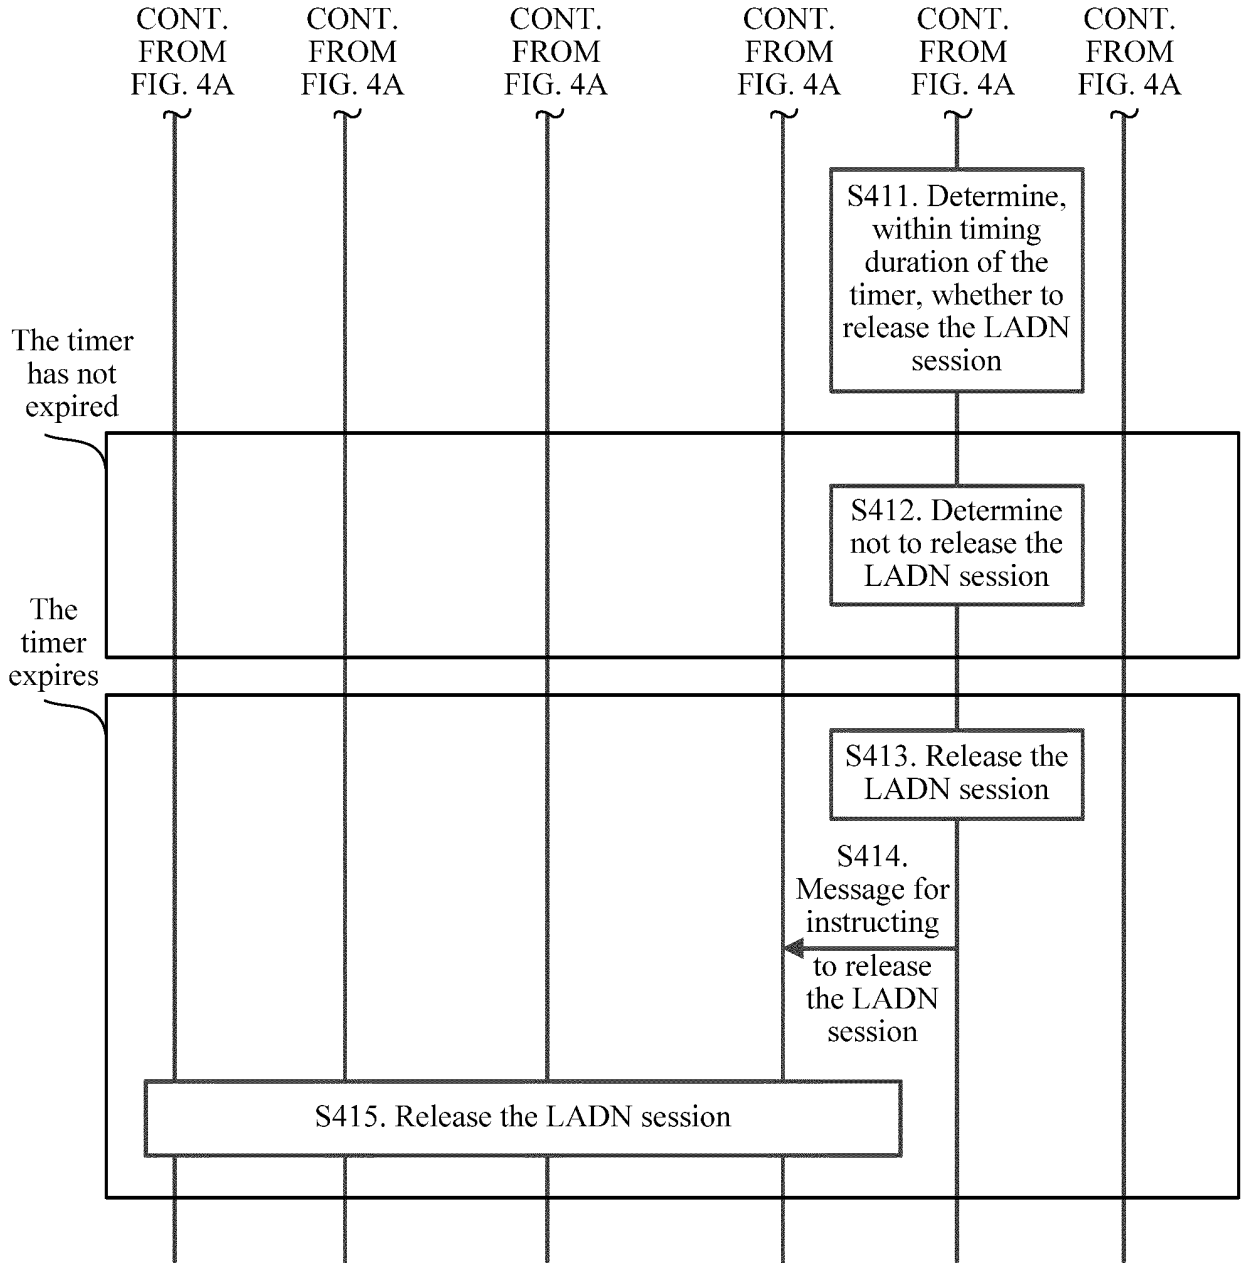 CONT.
FROM
FIG. 4A
CONT.
FROM
FIG. 4A
CONT.
FROM
FIG. 4A
CONT.
FROM
FIG. 4A
CONT.
FROM
FIG. 4A
CONT.
FROM
FIG. 4A
S411. Determine,
within timing
duration of the
timer, whether to
release the LADN
session
The timer
has not
expired
S412. Determine
not to release the
LADN session
The
timer
expires
S413. Release the
LADN session
S414.
Message for
instructing
to release
the LADN
session
S415. Release the LADN session